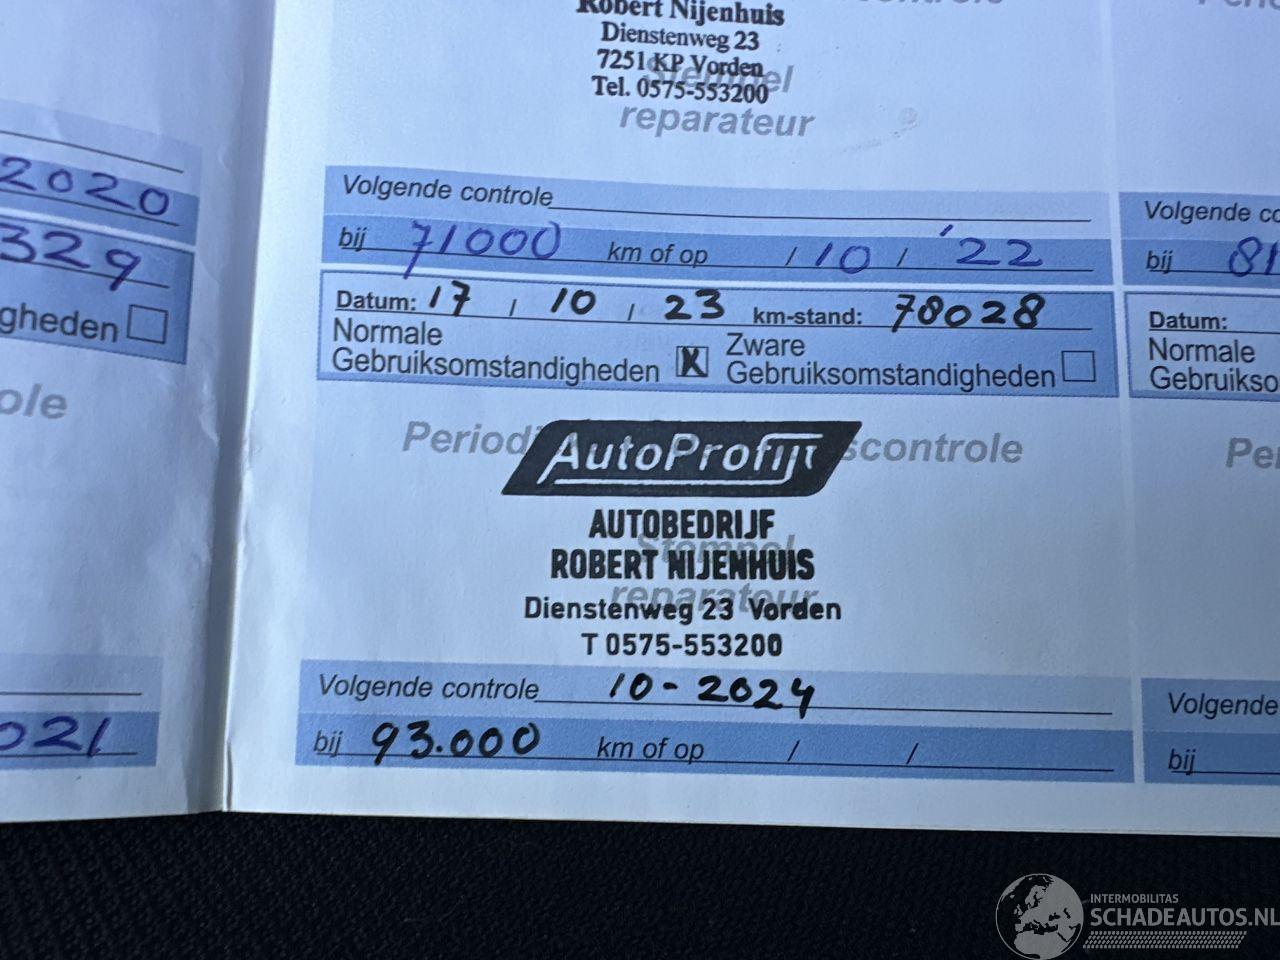 2020
329
gheden
ole
021
Robert Nijenhuis
Dienstenweg 23
7251 KP Vorden
Tel. 0575-553200
Stempel
reparateur
Volgende controle
bij 71000 km of op / 10 / '22
Datum: 17 / 10 / 23 km-stand: 78028
Normale
Gebruiksomstandigheden X
Zware
Gebruiksomstandigheden
Periodi scontrole
AutoProfijt
AUTOBEDRIJF
Stempel
ROBERT NIJENHUIS
reparateur
Dienstenweg 23 Vorden
T 0575-553200
Volgende controle 10-2024
bij 93.000 km of op / /
Volgende co
bij 81
Datum:
Normale
Gebruikso
Pe
Volgende
bij
INTERMOBILITAS
SCHADEAUTOS.NL